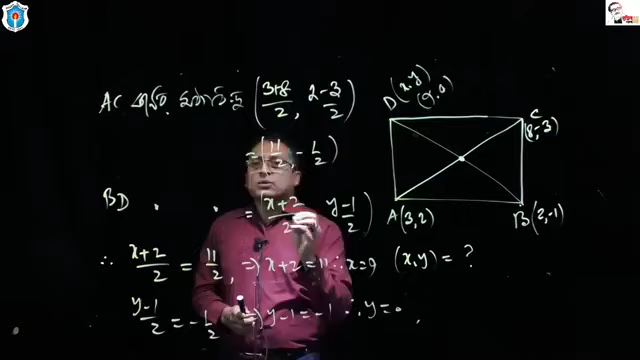 AC এর মধ্যবিন্দু (3+8/2, 2-3/2)
= (11/2, -1/2)
BD " " = (x+2/2, y-1/2)
∴ x+2/2 = 11/2, => x+2=11 ∴ x=9
y-1/2 = -1/2 => y-1=-1 ∴ y=0
D (x,y)
(9,0)
C
(8,-3)
A(3,2)
B(2,-1)
(x,y) = ?